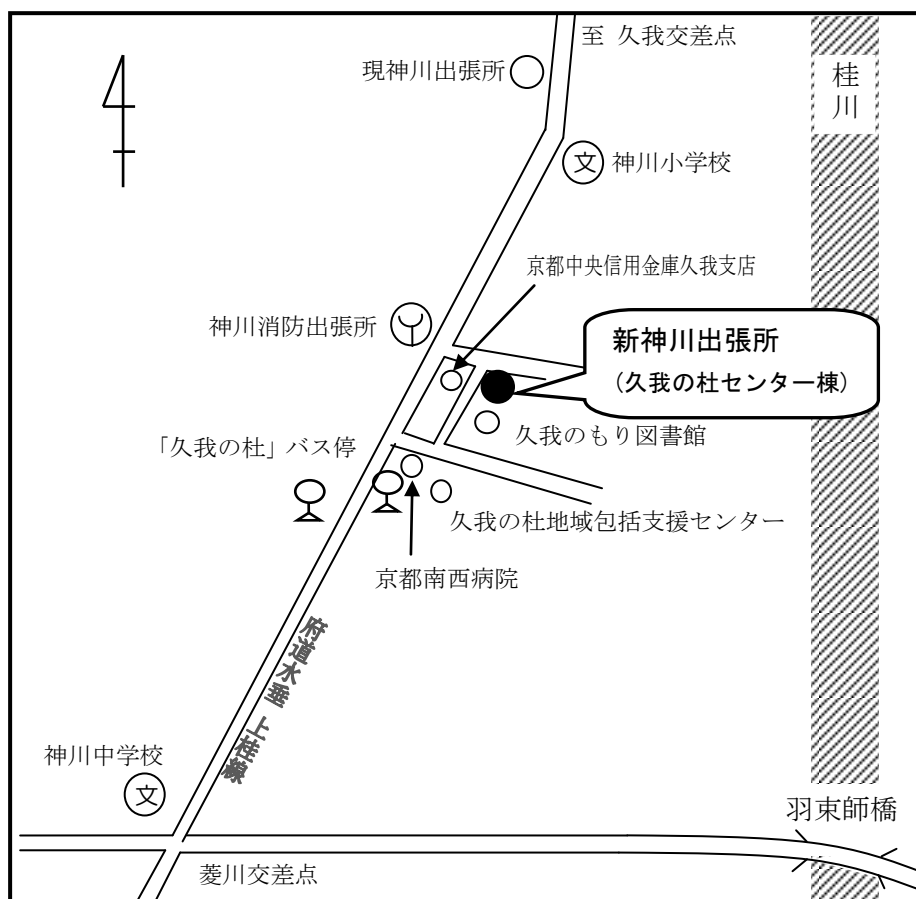 至 久我交差点
現神川出張所
桂川
文 神川小学校
京都中央信用金庫久我支店
神川消防出張所
新神川出張所
(久我の杜センター棟)
久我のもり図書館
「久我の杜」バス停
久我の杜地域包括支援センター
京都南西病院
府道水垂 上桂線
神川中学校
文
羽束師橋
菱川交差点